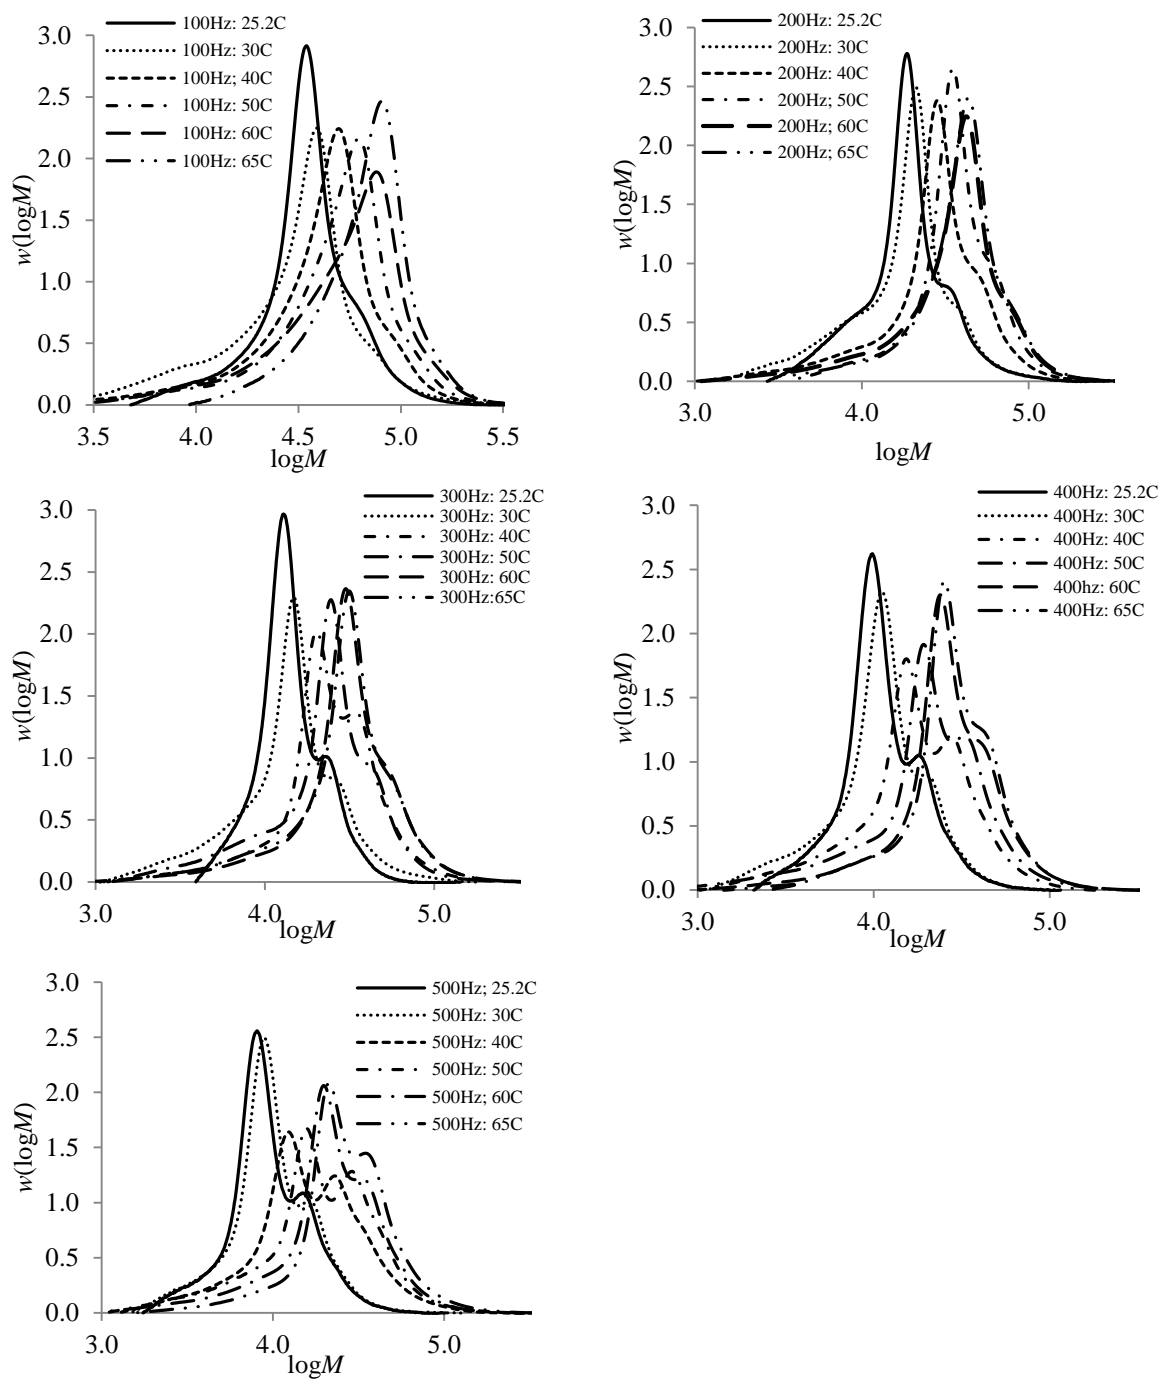 100Hz: 25.2C
100Hz: 30C
100Hz; 40C
100Hz: 50C
100Hz: 60C
100Hz: 65C
3.0
2.5
2.0
1.5
1.0
0.5
0.0
w(logM)
3.5 4.0 4.5 5.0 5.5
logM
200Hz: 25.2C
200Hz: 30C
200Hz: 40C
200Hz; 50C
200Hz; 60C
200Hz; 65C
3.0
2.5
2.0
1.5
1.0
0.5
0.0
w(logM)
3.0 4.0 5.0
logM
300Hz: 25.2C
300Hz: 30C
300Hz: 40C
300Hz: 50C
300Hz: 60C
300Hz:65C
3.0
2.5
2.0
1.5
1.0
0.5
0.0
w(logM)
3.0 4.0 5.0
logM
400Hz: 25.2C
400Hz: 30C
400Hz: 40C
400Hz: 50C
400hz: 60C
400Hz: 65C
3.0
2.5
2.0
1.5
1.0
0.5
0.0
w(logM)
3.0 4.0 5.0
logM
500Hz; 25.2C
500Hz: 30C
500Hz: 40C
500Hz: 50C
500Hz; 60C
500Hz: 65C
3.0
2.5
2.0
1.5
1.0
0.5
0.0
w(logM)
3.0 4.0 5.0
logM